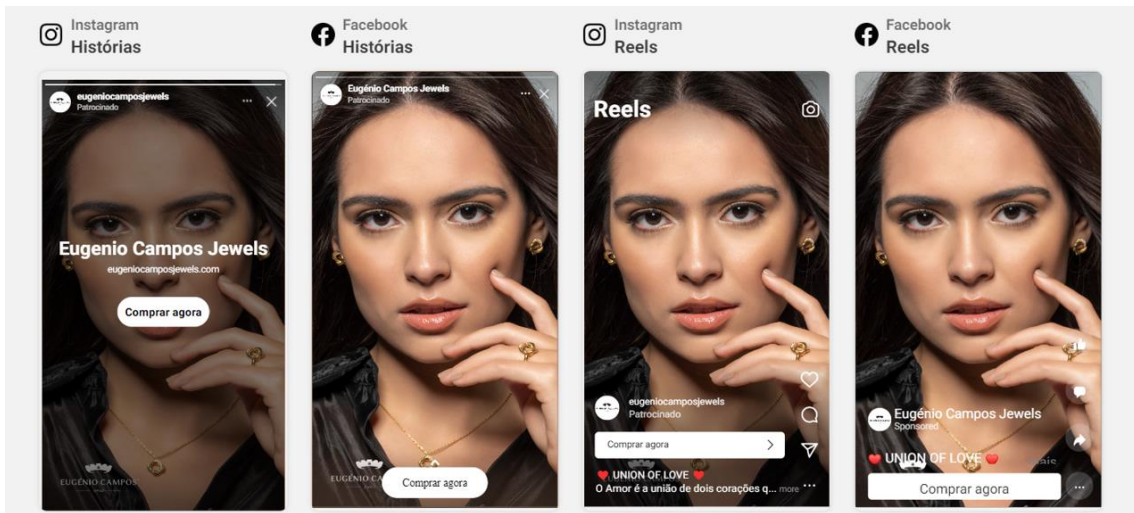 Instagram
Histórias
Facebook
Histórias
Instagram
Reels
Facebook
Reels
eugeniocamposjewels
Patrocinado
Eugenio Campos Jewels
eugeniocamposjewels.com
Comprar agora
EUGÉNIO CAMPOS
Eugénio Campos Jewels
Patrocinado
EUGÉNIO CA
Comprar agora
Reels
eugeniocamposjewels
Patrocinado
Comprar agora
UNION OF LOVE
O Amor é a união de dois corações q... more
Eugénio Campos Jewels
Sponsored
UNION OF LOVE
Comprar agora